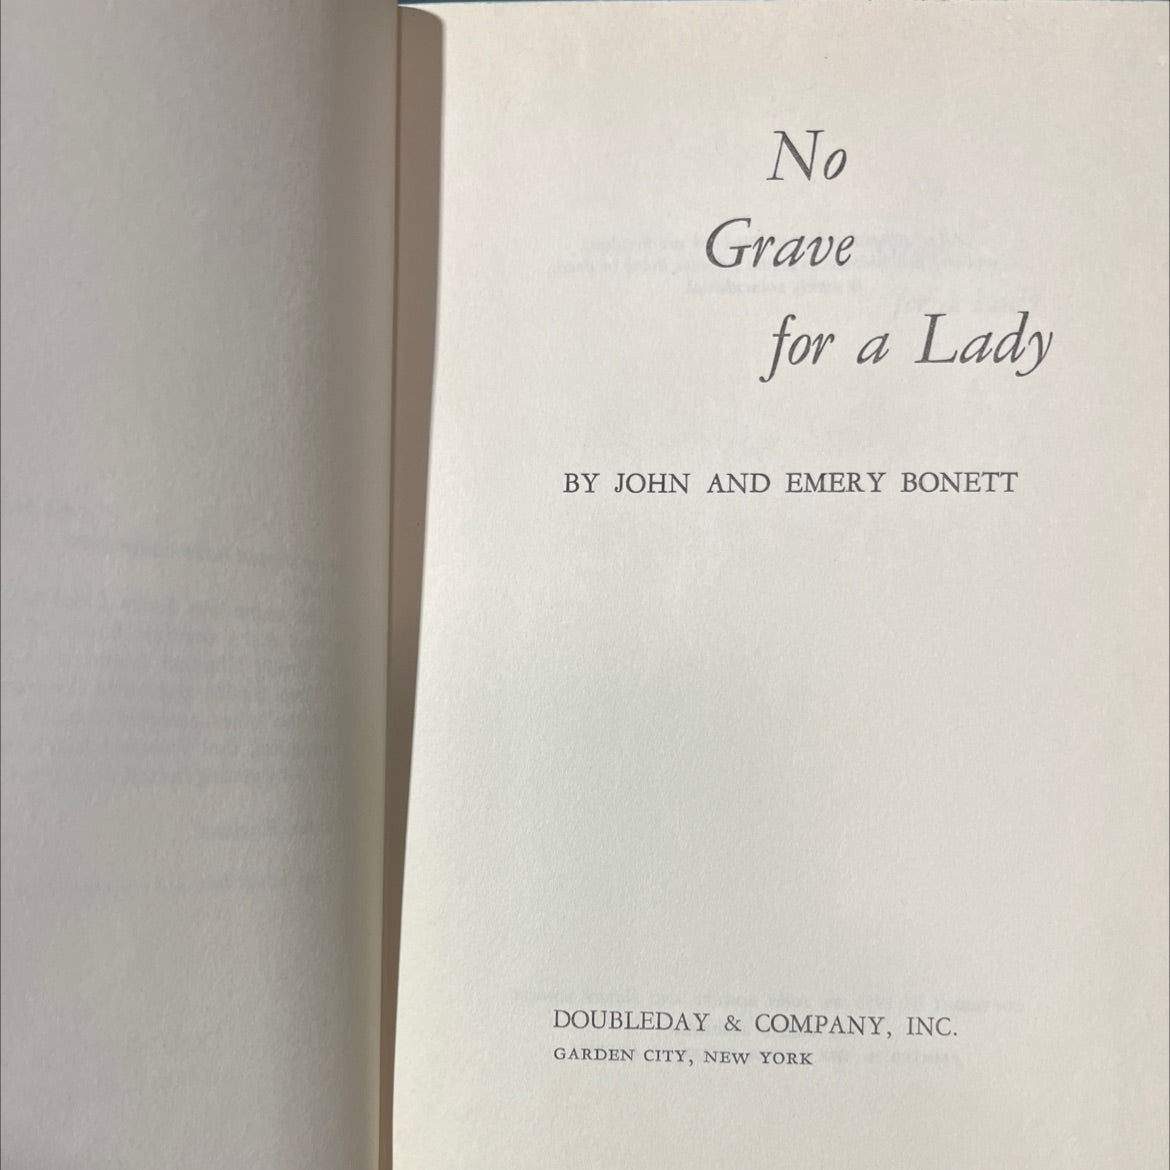 No
Grave
for a Lady
BY JOHN AND EMERY BONETT
DOUBLEDAY & COMPANY, INC.
GARDEN CITY, NEW YORK